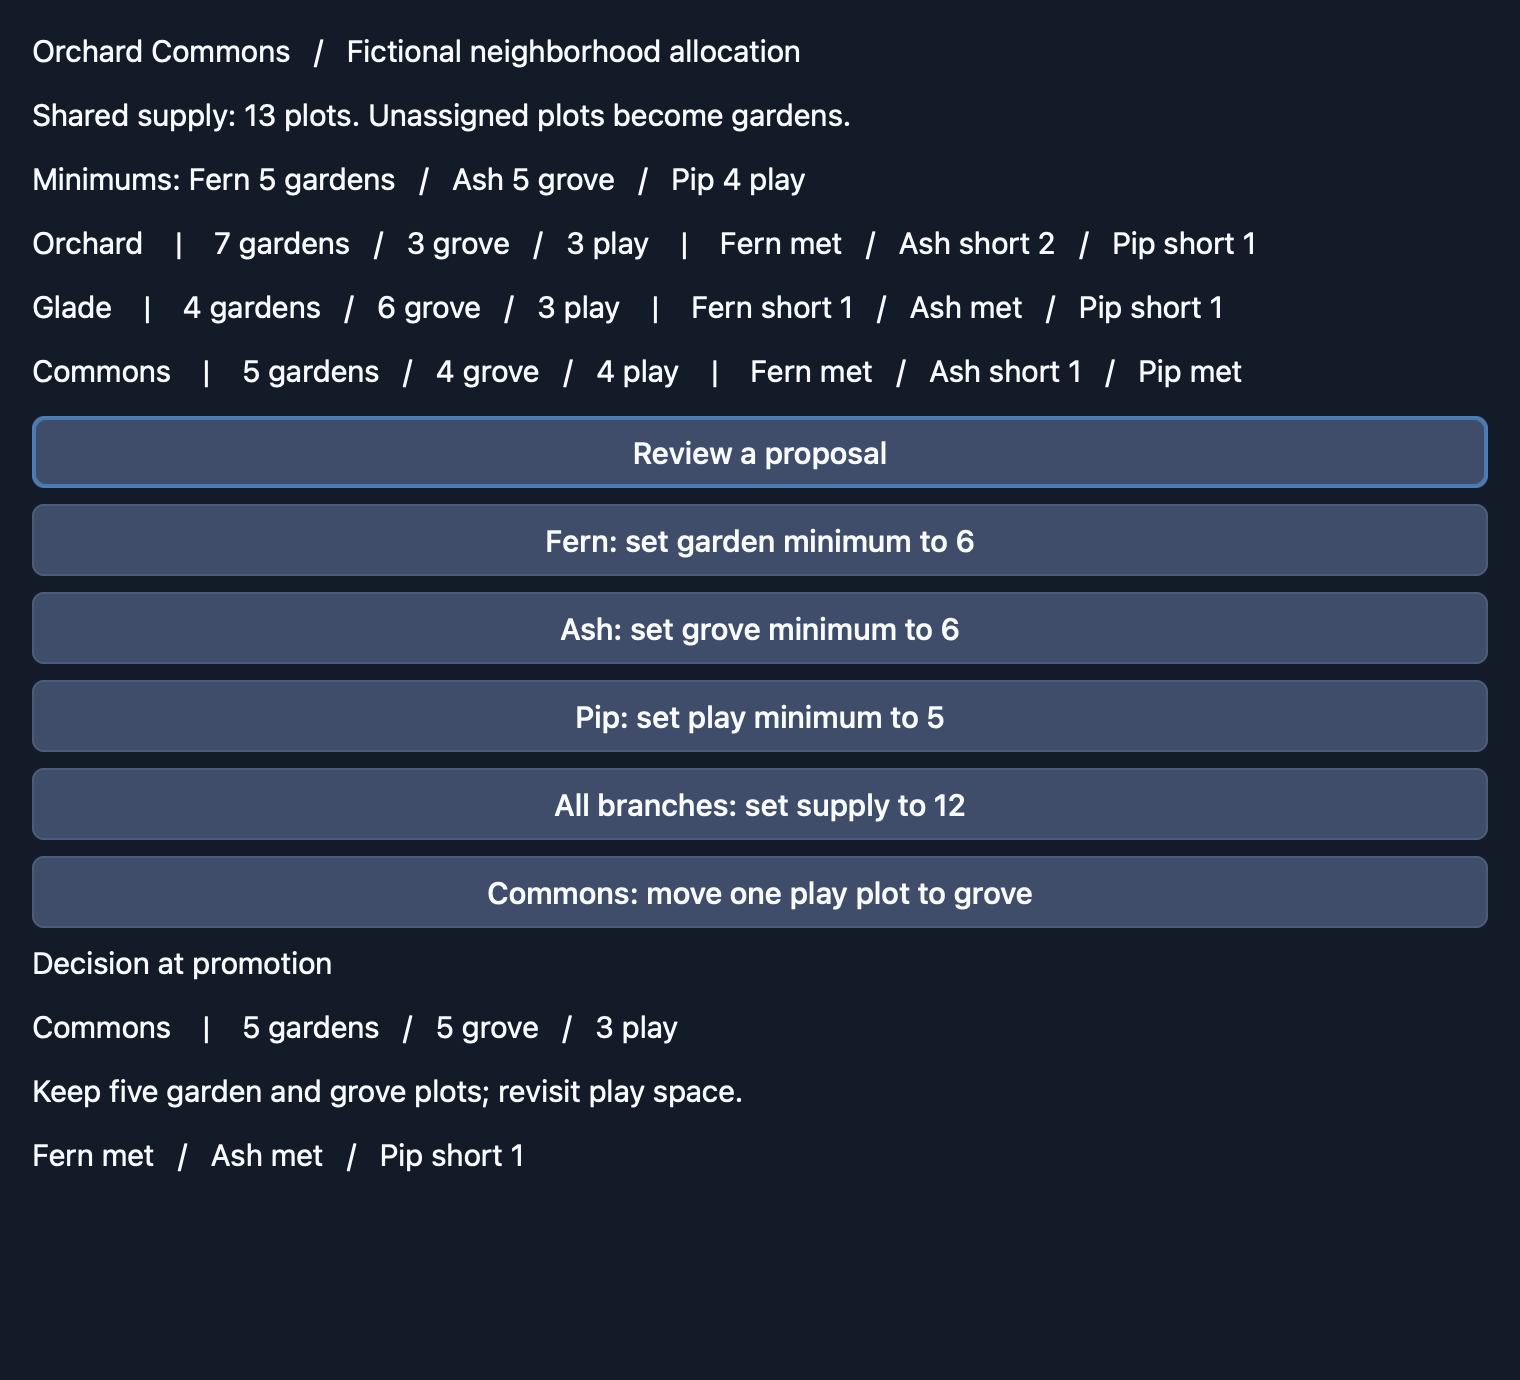 Orchard Commons / Fictional neighborhood allocation
Shared supply: 13 plots. Unassigned plots become gardens.
Minimums: Fern 5 gardens / Ash 5 grove / Pip 4 play
Orchard | 7 gardens / 3 grove / 3 play | Fern met / Ash short 2 / Pip short 1
Glade | 4 gardens / 6 grove / 3 play | Fern short 1 / Ash met / Pip short 1
Commons | 5 gardens / 4 grove / 4 play | Fern met / Ash short 1 / Pip met
Review a proposal
Fern: set garden minimum to 6
Ash: set grove minimum to 6
Pip: set play minimum to 5
All branches: set supply to 12
Commons: move one play plot to grove
Decision at promotion
Commons | 5 gardens / 5 grove / 3 play
Keep five garden and grove plots; revisit play space.
Fern met / Ash met / Pip short 1